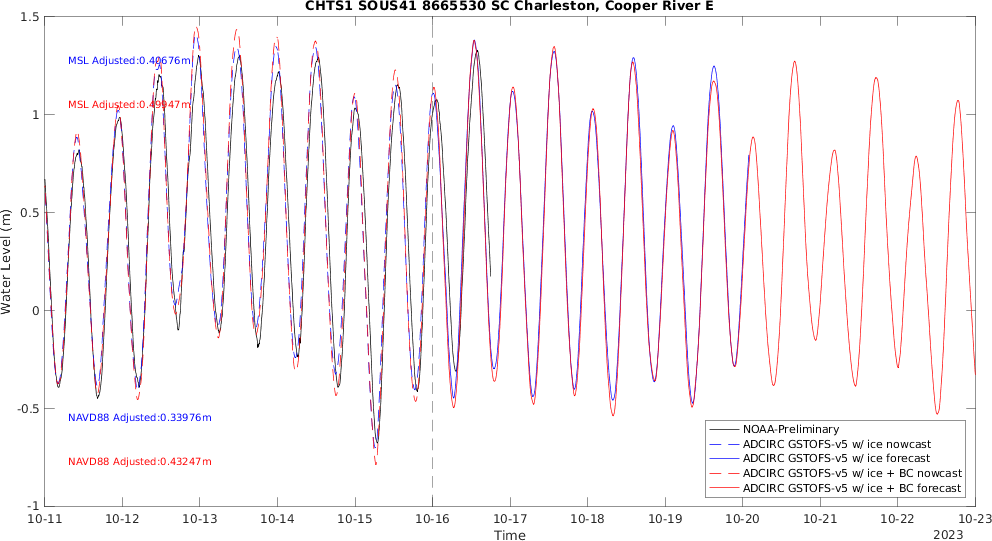 CHTS1 SOUS41 8665530 SC Charleston, Cooper River E
1.5
1
0.5
0
-0.5
-1
Water Level (m)
MSL Adjusted:0.40676m
MSL Adjusted:0.49947m
NAVD88 Adjusted:0.33976m
NAVD88 Adjusted:0.43247m
NOAA-Preliminary
ADCIRC GSTOFS-v5 w/ ice nowcast
ADCIRC GSTOFS-v5 w/ ice forecast
ADCIRC GSTOFS-v5 w/ ice + BC nowcast
ADCIRC GSTOFS-v5 w/ ice + BC forecast
10-11 10-12 10-13 10-14 10-15 10-16 10-17 10-18 10-19 10-20 10-21 10-22 10-23
Time
2023